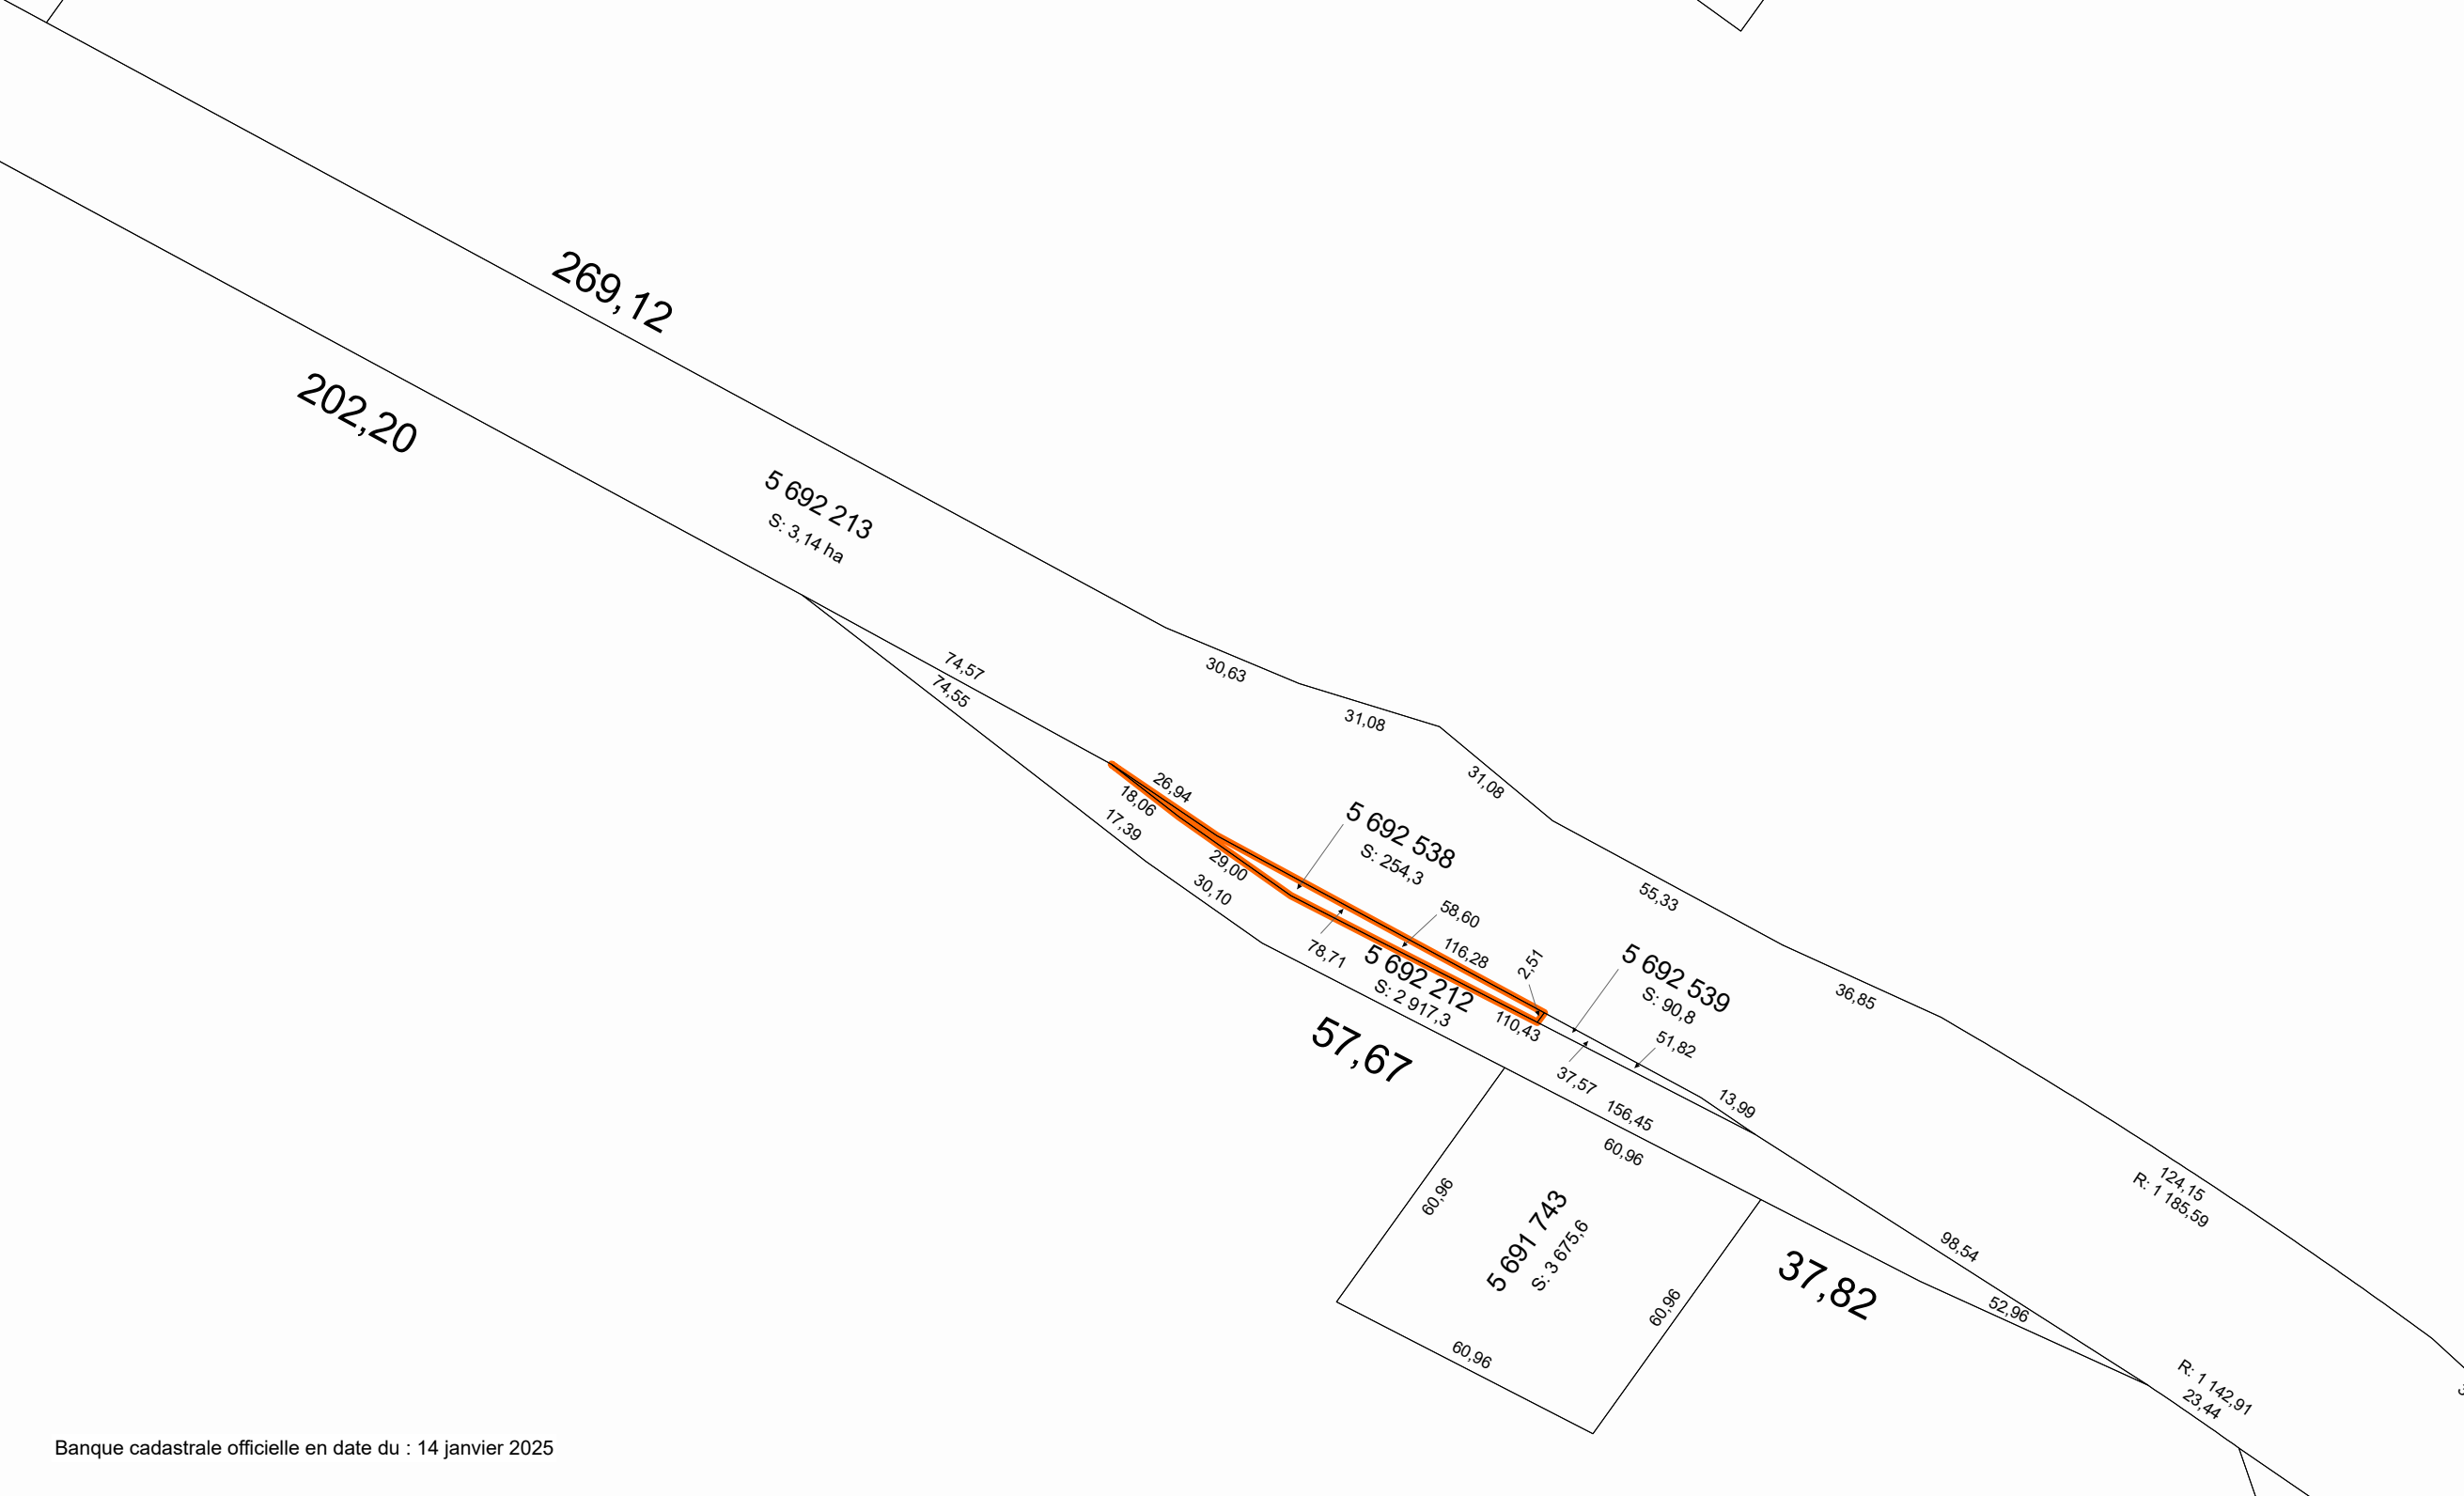 269,12
202,20
5 692 213
S: 3,14 ha
74,57
74,55
30,63
31,08
31,08
26,94
18,06
17,39
29,00
30,10
5 692 538
S: 254,3
55,33
58,60
116,28
2,51
78,71
5 692 212
S: 2 917,3
110,43
5 692 539
S: 90,8
36,85
51,82
57,67
37,57
13,99
156,45
60,96
60,96
5 691 743
S: 3 675,6
60,96
60,96
124,15
R: 1 185,59
98,54
37,82
52,96
R: 1 142,91
23,44
Banque cadastrale officielle en date du : 14 janvier 2025